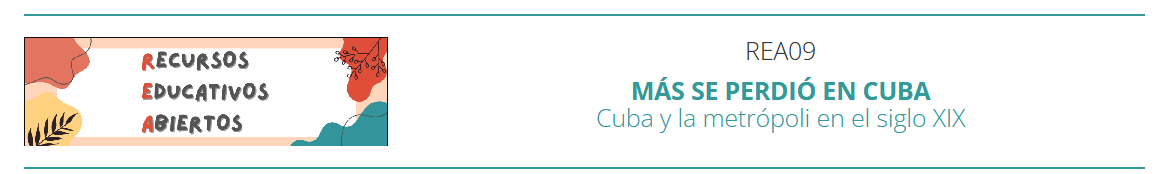 RECURSOS
EDUCATIVOS
ABIERTOS
REA09
MÁS SE PERDIÓ EN CUBA
Cuba y la metrópoli en el siglo XIX